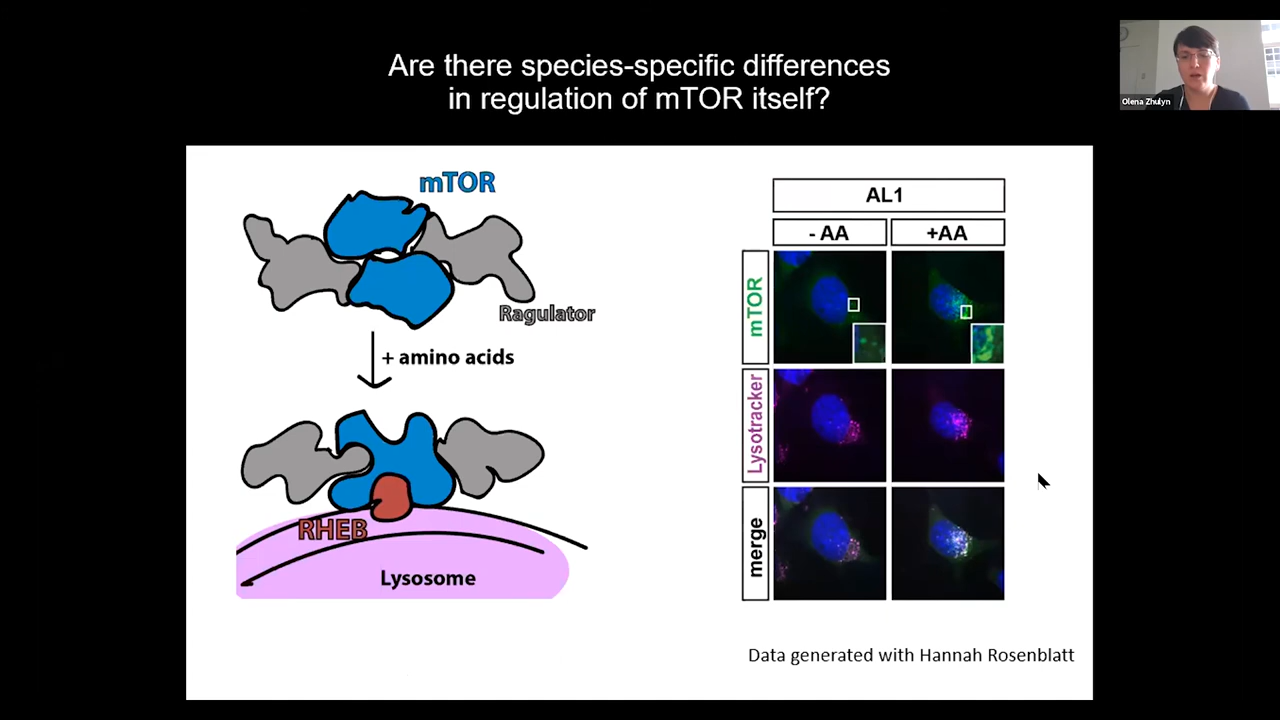 Are there species-specific differences
in regulation of mTOR itself?
Olena Zhulyn
mTOR
Ragulator
+ amino acids
RHEB
Lysosome
AL1
- AA
+AA
mTOR
Lysotracker
merge
Data generated with Hannah Rosenblatt